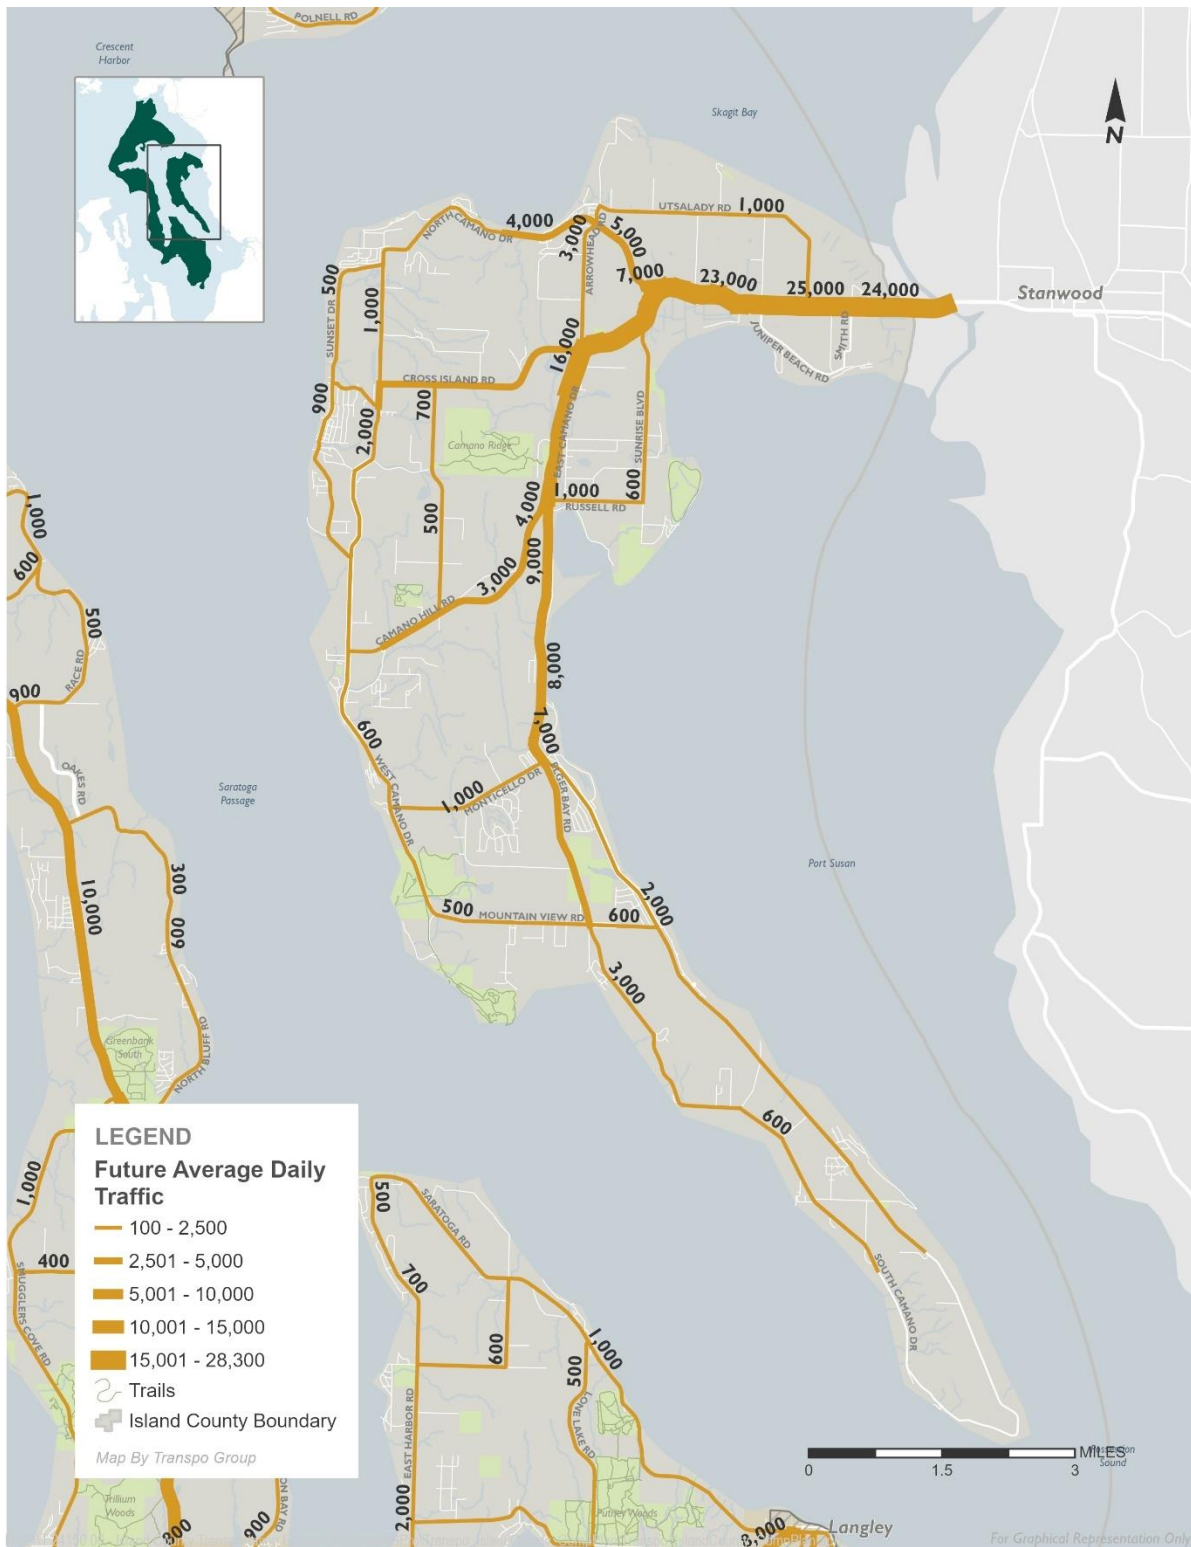 POLNELL RD
Crescent
Harbor
Skagit Bay
N
UTSALADY RD
1,000
4,000
NORTH CAMANO DR
3,000
ARROWHEAD RD
5,000
7,000
23,000
25,000
24,000
Stanwood
500
SUNSET DR
1,000
16,000
JUNIPER BEACH RD
SMITH RD
CROSS ISLAND RD
900
2,000
700
EAST CAMANO DR
SUNRISE BLVD
Camano Ridge
4,000
1,000
600
RUSSELL RD
1,000
500
9,000
600
3,000
500
CAMANO HILL RD
8,000
RACE RD
900
7,000
600
WEST CAMANO DR
OAKES RD
Saratoga
Passage
1,000
MONTICELLO DR
ELGER BAY RD
Port Susan
300
10,000
2,000
500
MOUNTAIN VIEW RD
600
600
3,000
Greenbank
South
NORTH BLUFF RD
600
LEGEND
Future Average Daily
Traffic
100 - 2,500
2,501 - 5,000
5,001 - 10,000
10,001 - 15,000
15,001 - 28,300
Trails
Island County Boundary
Map By Transpo Group
1,000
400
SMUGGLERS COVE RD
500
SARATOGA RD
700
SOUTH CAMANO DR
600
1,000
500
EAST HARBOR RD
LONE LAKE RD
MILES
Sound
0
1.5
3
Trillium
Woods
900
ON BAY RD
2,000
Putney Woods
8,000
Langley
For Graphical Representation Only